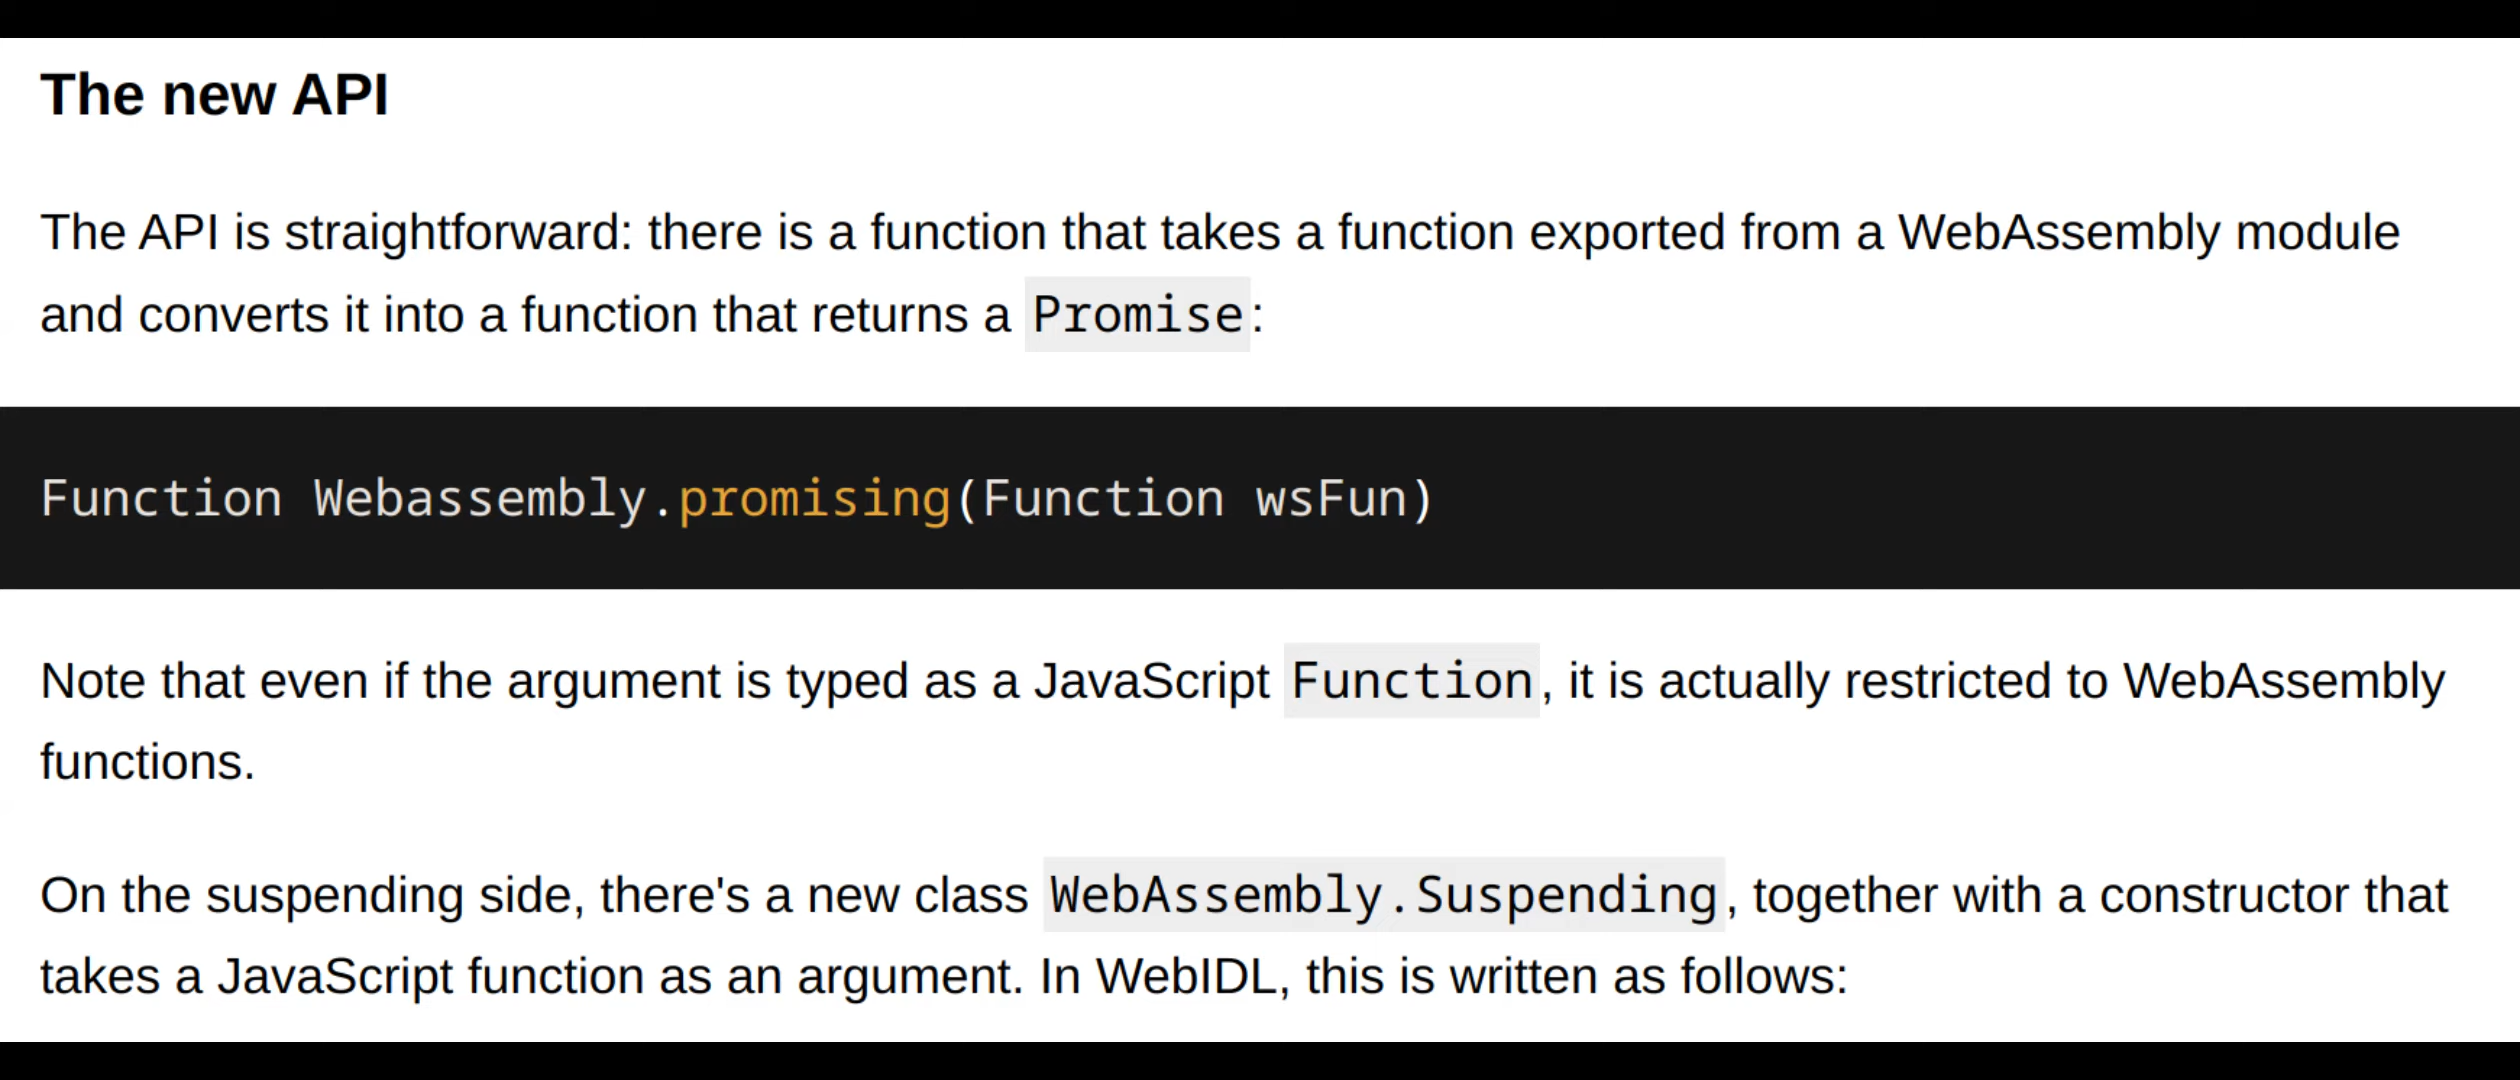 The new API
The API is straightforward: there is a function that takes a function exported from a WebAssembly module
and converts it into a function that returns a Promise:
Function Webassembly.promising(Function wsFun)
Note that even if the argument is typed as a JavaScript Function, it is actually restricted to WebAssembly
functions.
On the suspending side, there's a new class WebAssembly.Suspending, together with a constructor that
takes a JavaScript function as an argument. In WebIDL, this is written as follows: